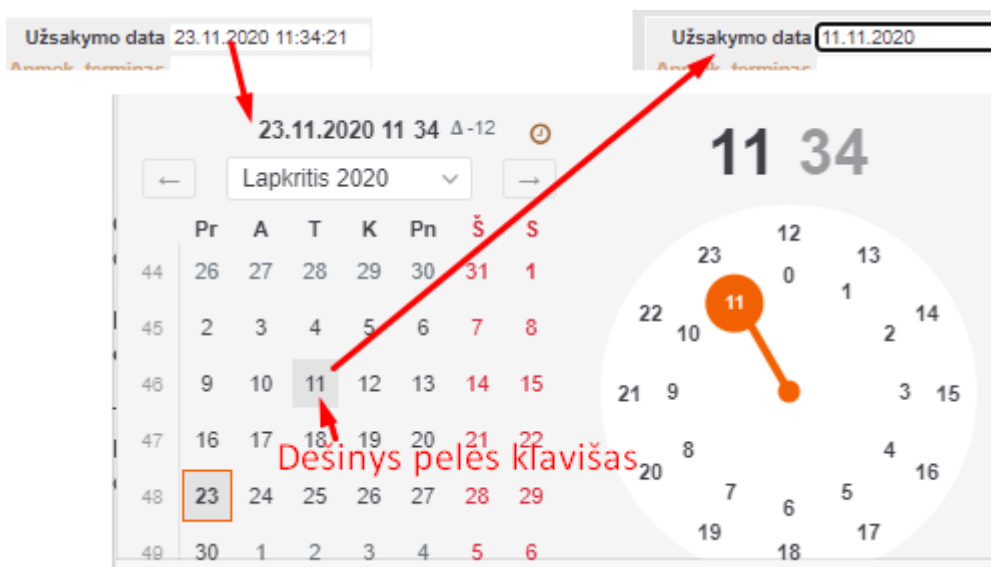 Užsakymo data 23.11.2020 11:34:21
Užsakymo data 11.11.2020
Apmok. terminas
Apmok. terminas
23.11.2020 11 34 Δ -12
11 34
← Lapkritis 2020 →
Pr A T K Pn Š S
44 26 27 28 29 30 31 1
45 2 3 4 5 6 7 8
46 9 10 11 12 13 14 15
47 16 17 18 19 20 21 22
Dešinys pelės klavišas
48 23 24 25 26 27 28 29
49 30 1 2 3 4 5 6
12
23 13
0
11 1
22 14
10 2
21 9 3 15
8 4
20 16
7 5
6
19 17
18